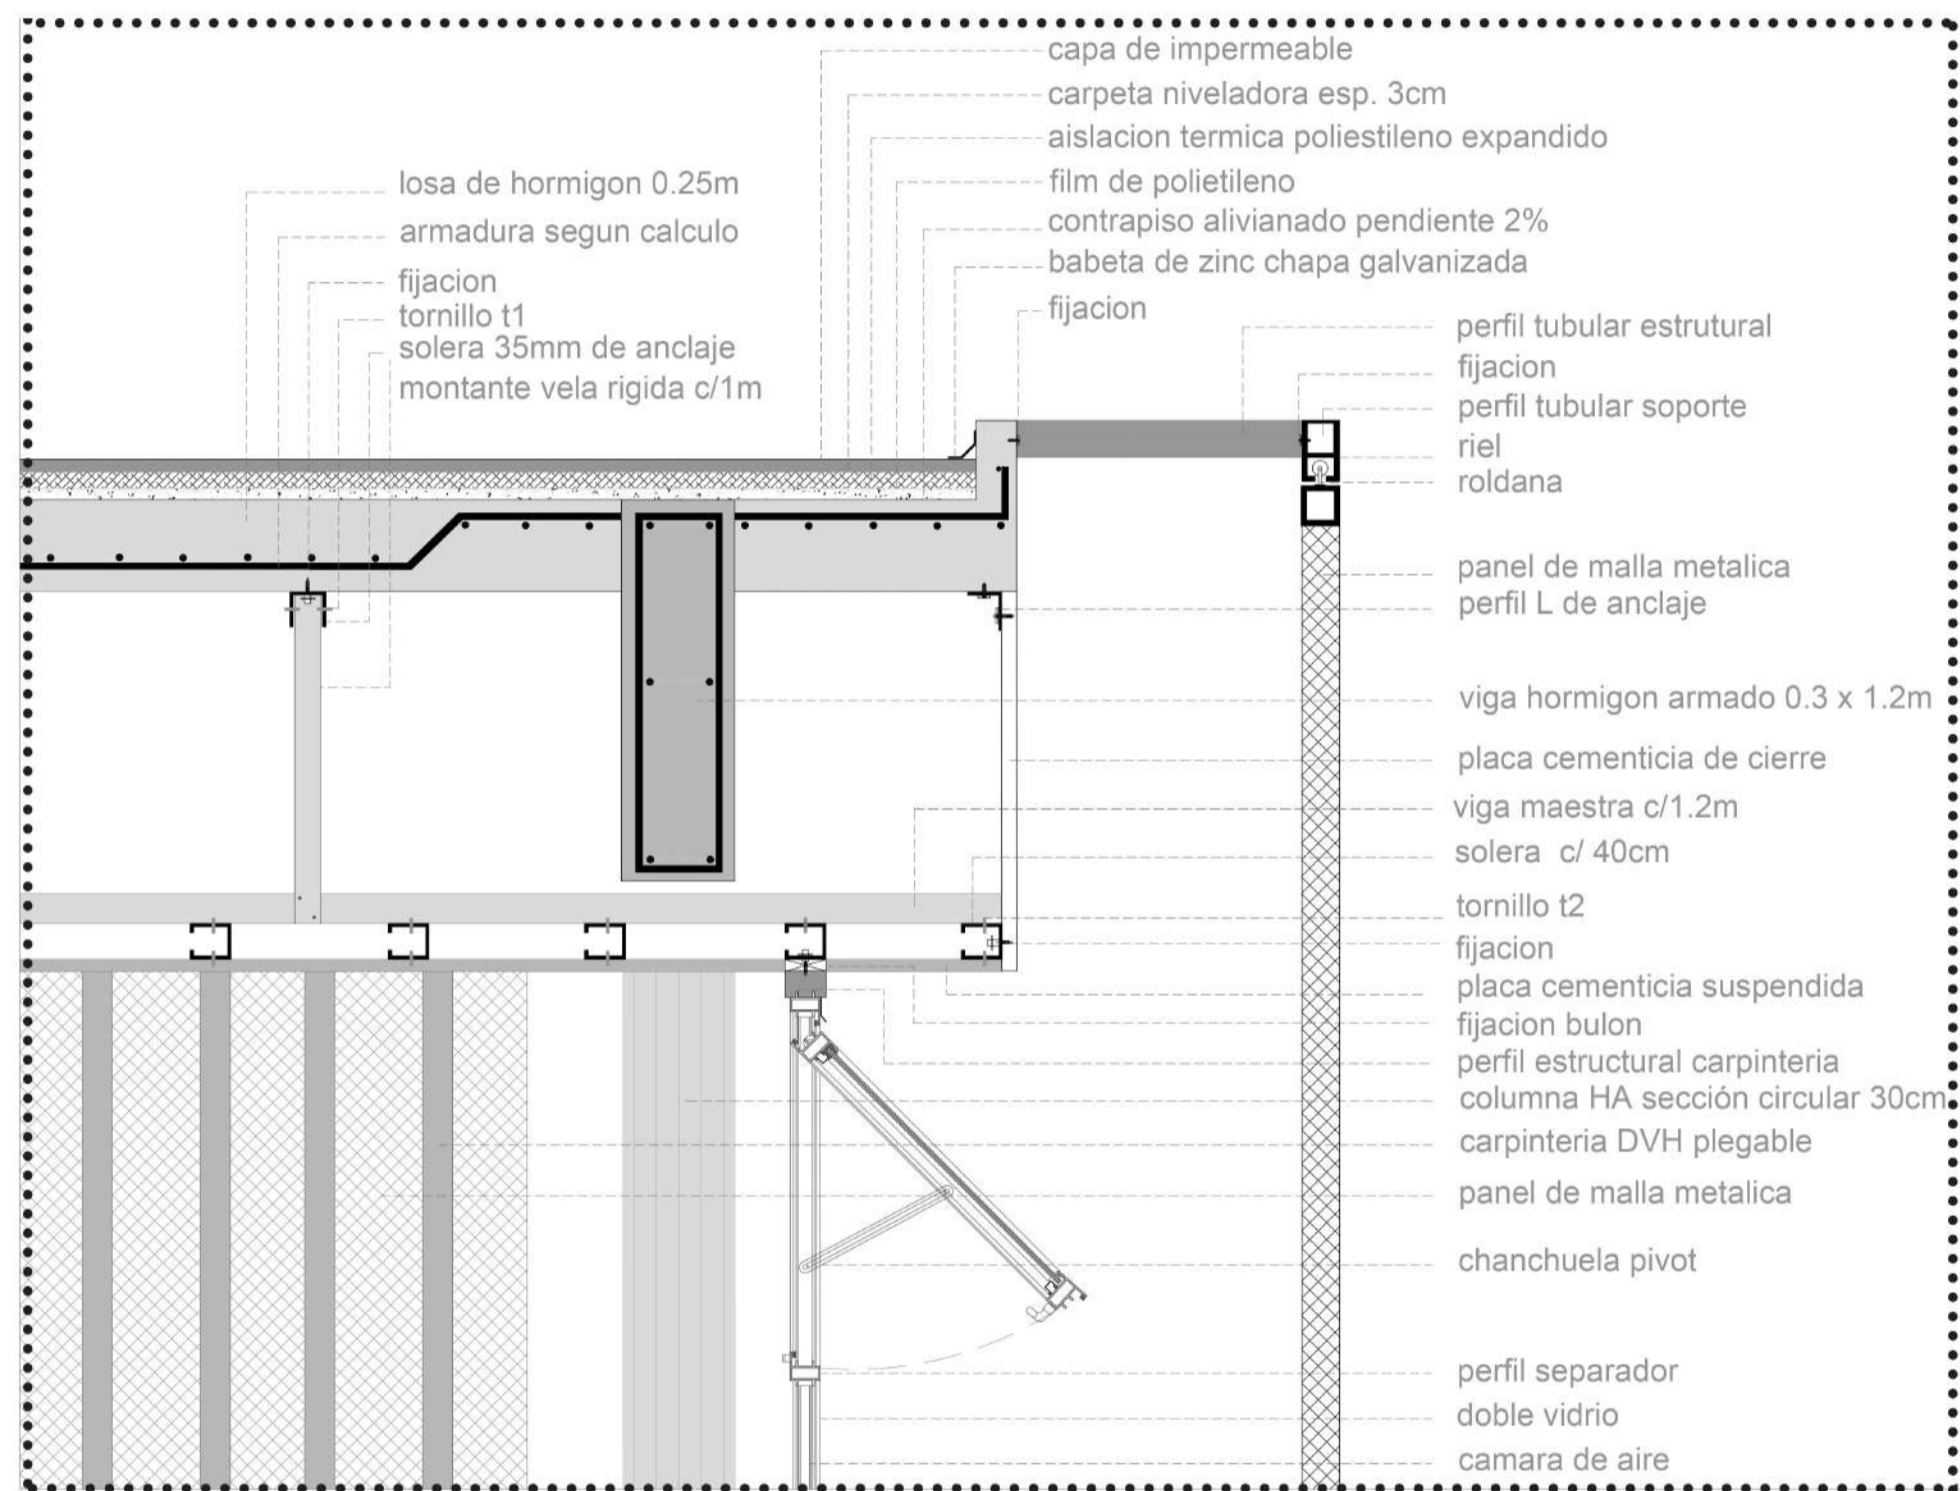 capa de impermeable
carpeta niveladora esp. 3cm
aislacion termica poliestileno expandido
film de polietileno
contrapiso alivianado pendiente 2%
babeta de zinc chapa galvanizada
fijacion
losa de hormigon 0.25m
armadura segun calculo
fijacion
tornillo t1
solera 35mm de anclaje
montante vela rigida c/1m
perfil tubular estrutural
fijacion
perfil tubular soporte
riel
roldana
panel de malla metalica
perfil L de anclaje
viga hormigon armado 0.3 x 1.2m
placa cementicia de cierre
viga maestra c/1.2m
solera c/ 40cm
tornillo t2
fijacion
placa cementicia suspendida
fijacion bulon
perfil estructural carpinteria
columna HA sección circular 30cm
carpinteria DVH plegable
panel de malla metalica
chanchuela pivot
perfil separador
doble vidrio
camara de aire